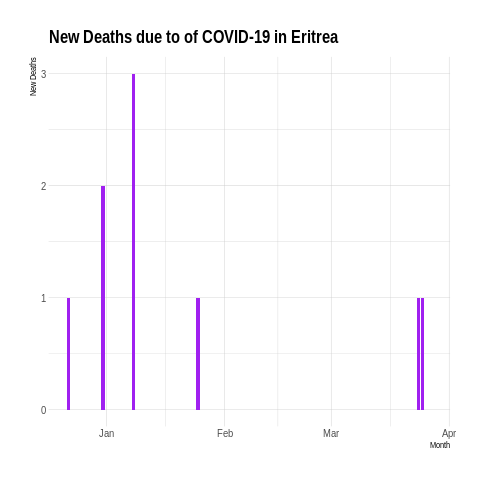 New Deaths due to of COVID-19 in Eritrea
New Deaths
3
2
1
0
Jan Feb Mar Apr
Month